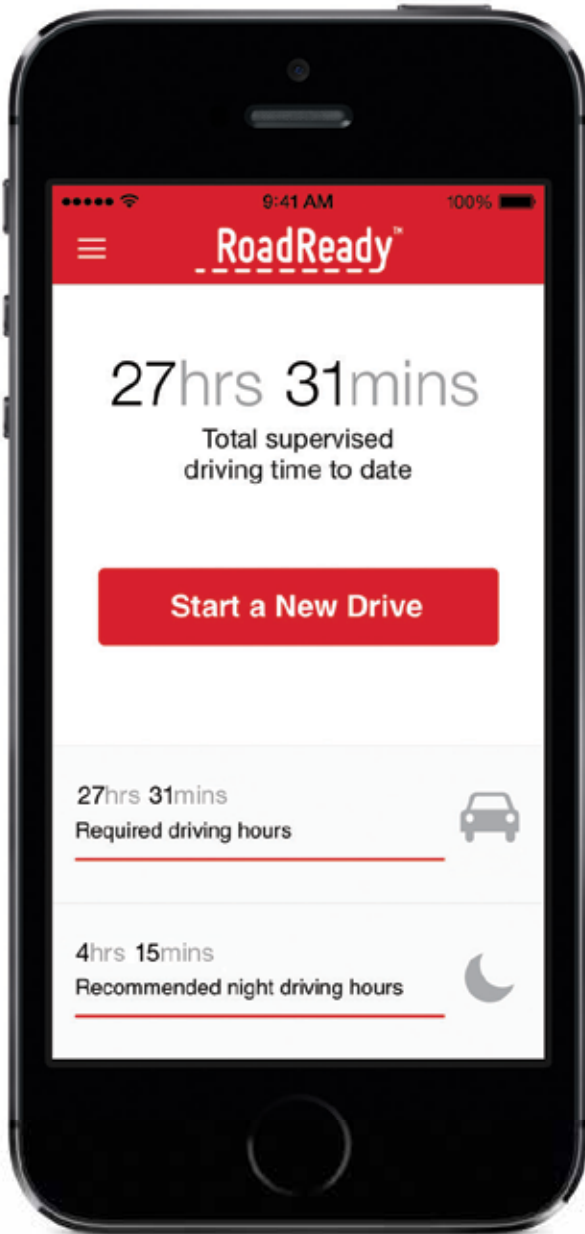 9:41 AM
100%
RoadReady™
27hrs 31mins
Total supervised
driving time to date
Start a New Drive
27hrs 31mins
Required driving hours
4hrs 15mins
Recommended night driving hours